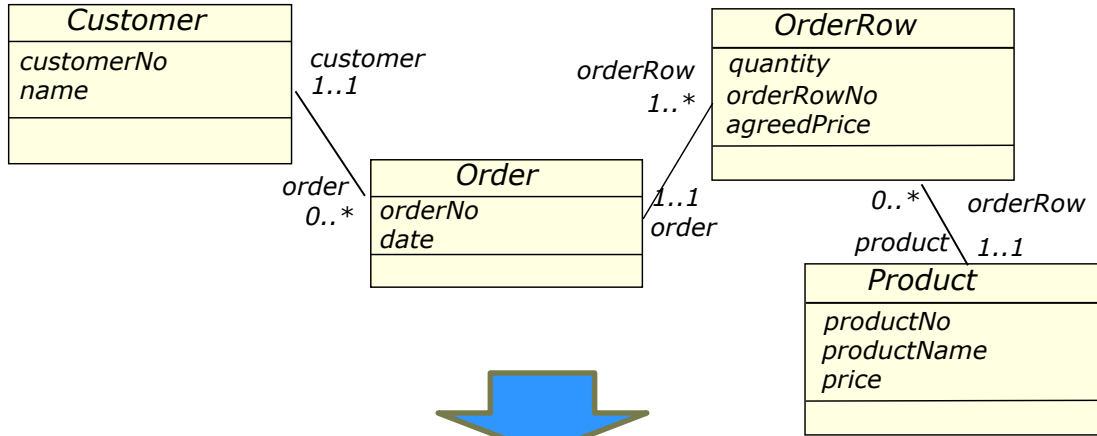 Customer
customerNo
name
customer
1..1
order
0..*
Order
orderNo
date
orderRow
1..*
1..1
order
OrderRow
quantity
orderRowNo
agreedPrice
0..*
orderRow
product
1..1
Product
productNo
productName
price